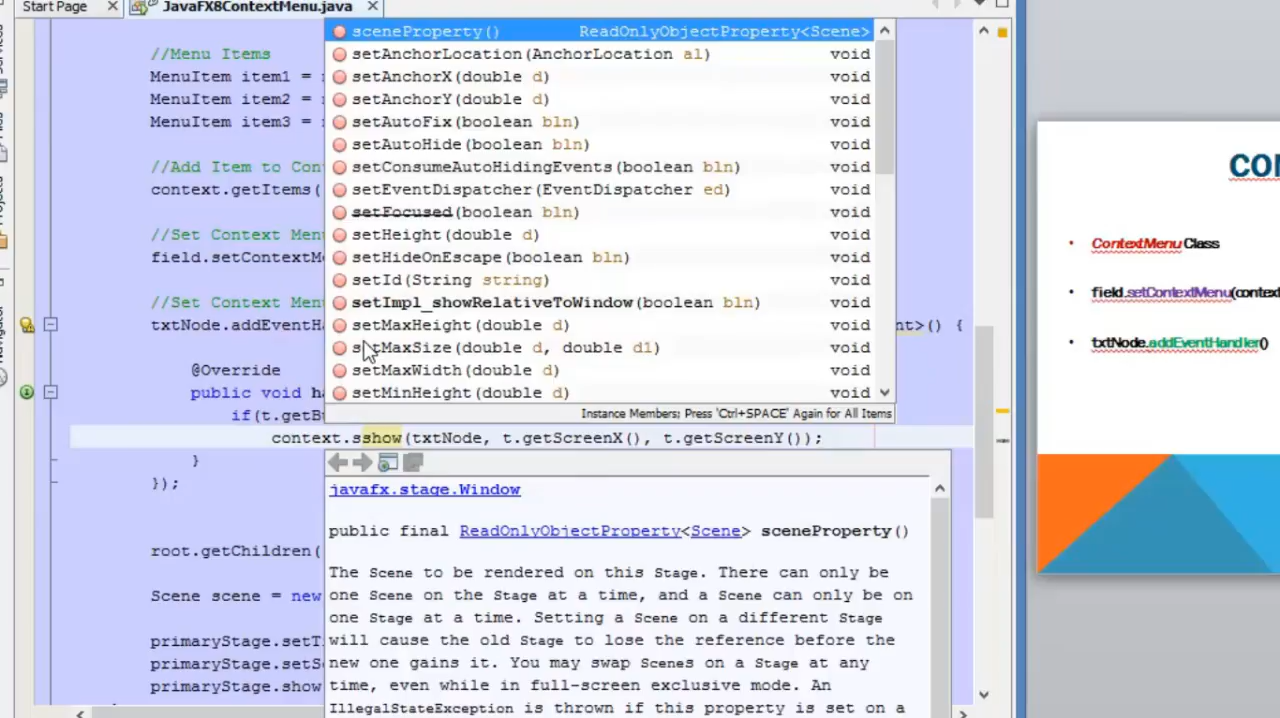 Start Page
JavaFX8ContextMenu.java
//Menu Items
MenuItem item1 =
MenuItem item2 =
MenuItem item3 =
//Add Item to Con
context.getItems(
//Set Context Men
field.setContextM
//Set Context Men
txtNode.addEventHa
nt>() {
@Override
public void ha
if(t.getBu
context.sshow(txtNode, t.getScreenX(), t.getScreenY());
}
});
root.getChildren(
Scene scene = new
primaryStage.setTi
primaryStage.setSc
primaryStage.show
sceneProperty() ReadOnlyObjectProperty<Scene>
setAnchorLocation(AnchorLocation al) void
setAnchorX(double d) void
setAnchorY(double d) void
setAutoFix(boolean bln) void
setAutoHide(boolean bln) void
setConsumeAutoHidingEvents(boolean bln) void
setEventDispatcher(EventDispatcher ed) void
setFocused(boolean bln) void
setHeight(double d) void
setHideOnEscape(boolean bln) void
setId(String string) void
setImpl_showRelativeToWindow(boolean bln) void
setMaxHeight(double d) void
setMaxSize(double d, double d1) void
setMaxWidth(double d) void
setMinHeight(double d) void
Instance Members; Press 'Ctrl+SPACE' Again for All Items
javafx.stage.Window
public final ReadOnlyObjectProperty<Scene> sceneProperty()
The Scene to be rendered on this Stage. There can only be
one Scene on the Stage at a time, and a Scene can only be on
one Stage at a time. Setting a Scene on a different Stage
will cause the old Stage to lose the reference before the
new one gains it. You may swap Scenes on a Stage at any
time, even while in full-screen exclusive mode. An
IllegalStateException is thrown if this property is set on a
CON
• ContextMenu Class
• field.setContextMenu(contex
• txtNode.addEventHandler()